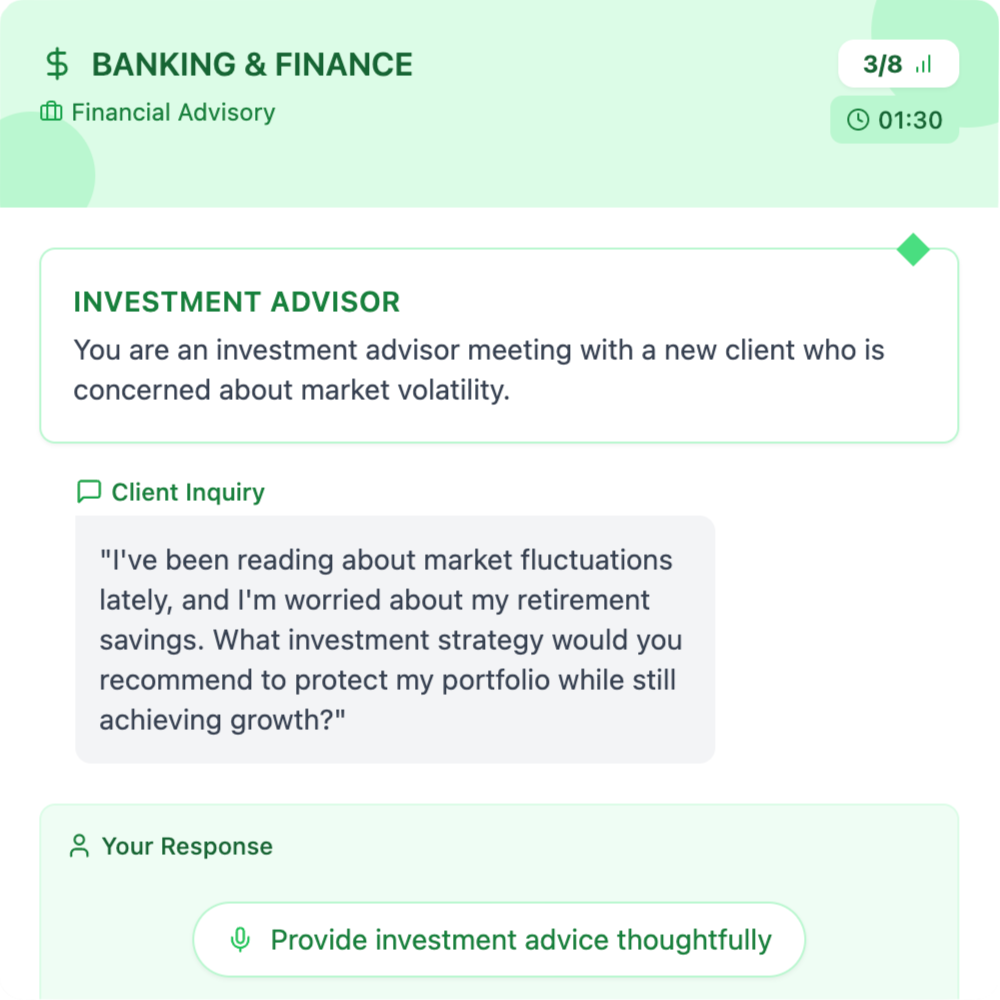 BANKING & FINANCE
3/8
Financial Advisory
01:30
INVESTMENT ADVISOR
You are an investment advisor meeting with a new client who is
concerned about market volatility.
Client Inquiry
"I've been reading about market fluctuations
lately, and I'm worried about my retirement
savings. What investment strategy would you
recommend to protect my portfolio while still
achieving growth?"
Your Response
Provide investment advice thoughtfully